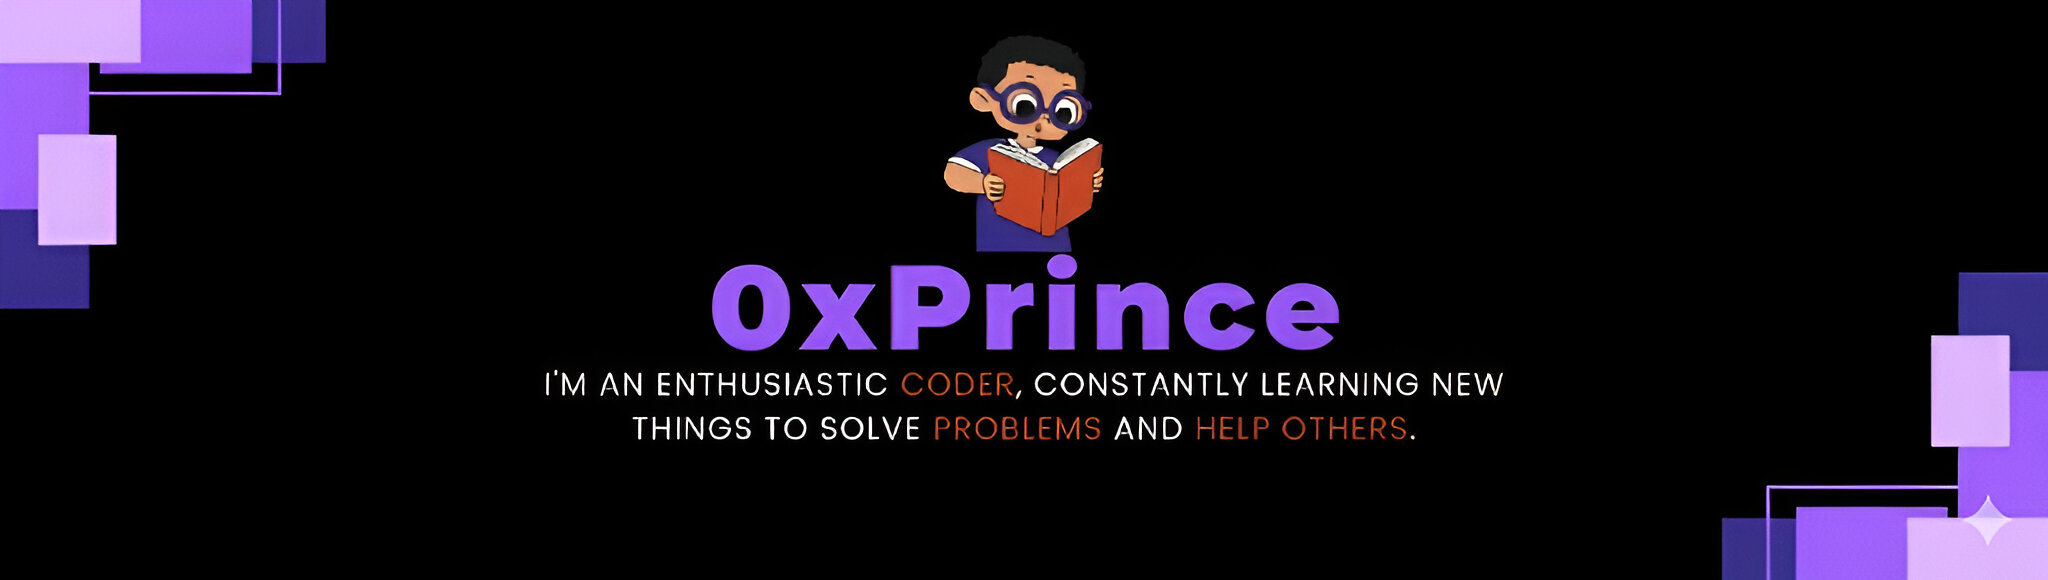 0xPrince
I'M AN ENTHUSIASTIC CODER, CONSTANTLY LEARNING NEW
THINGS TO SOLVE PROBLEMS AND HELP OTHERS.